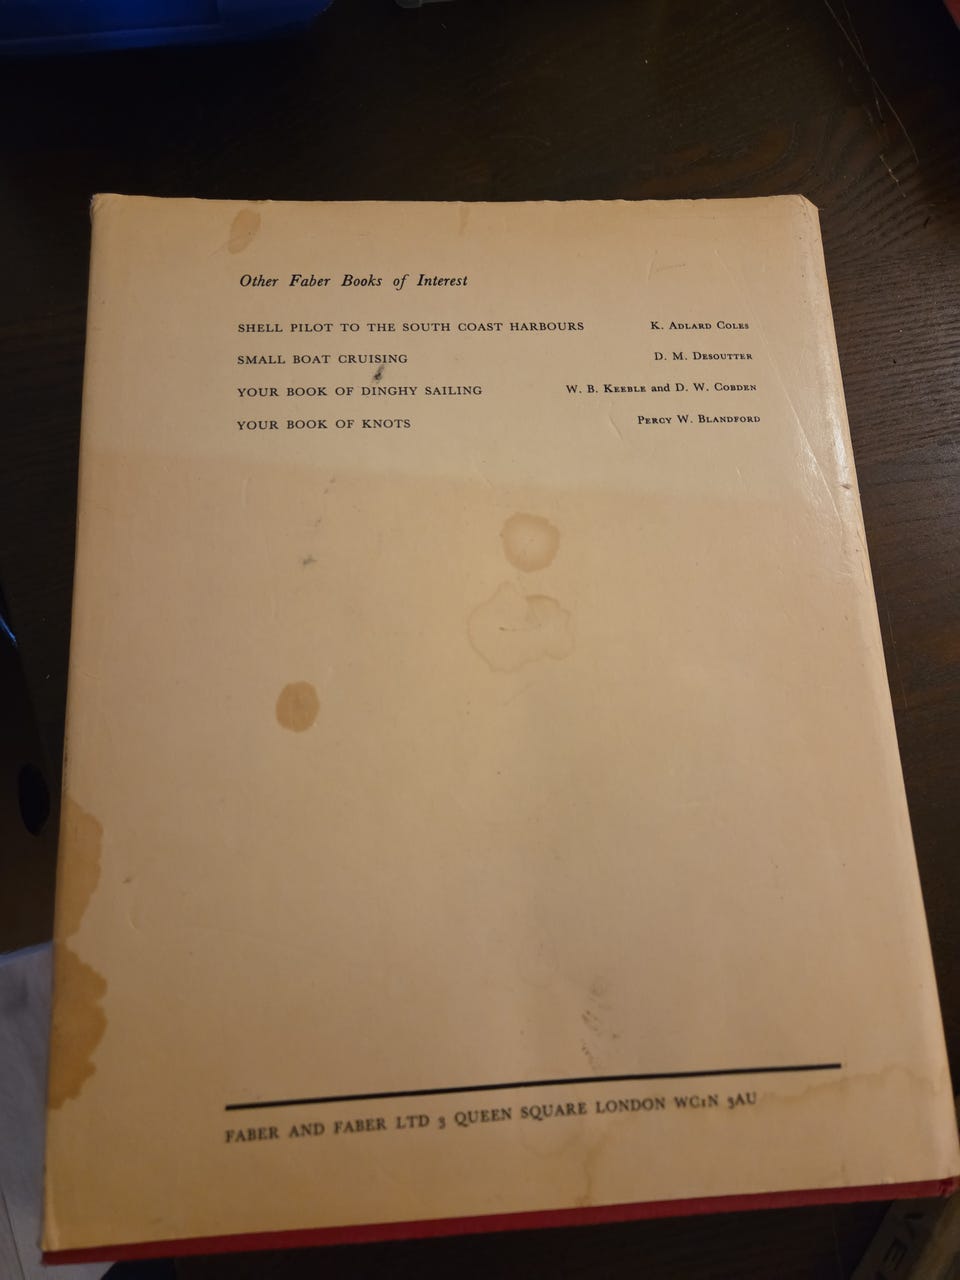 Other Faber Books of Interest
SHELL PILOT TO THE SOUTH COAST HARBOURS K. ADLARD COLES
SMALL BOAT CRUISING D. M. DESOUTTER
YOUR BOOK OF DINGHY SAILING W. B. KEEBLE and D. W. COBDEN
YOUR BOOK OF KNOTS PERCY W. BLANDFORD
FABER AND FABER LTD 3 QUEEN SQUARE LONDON WC1N 3AU